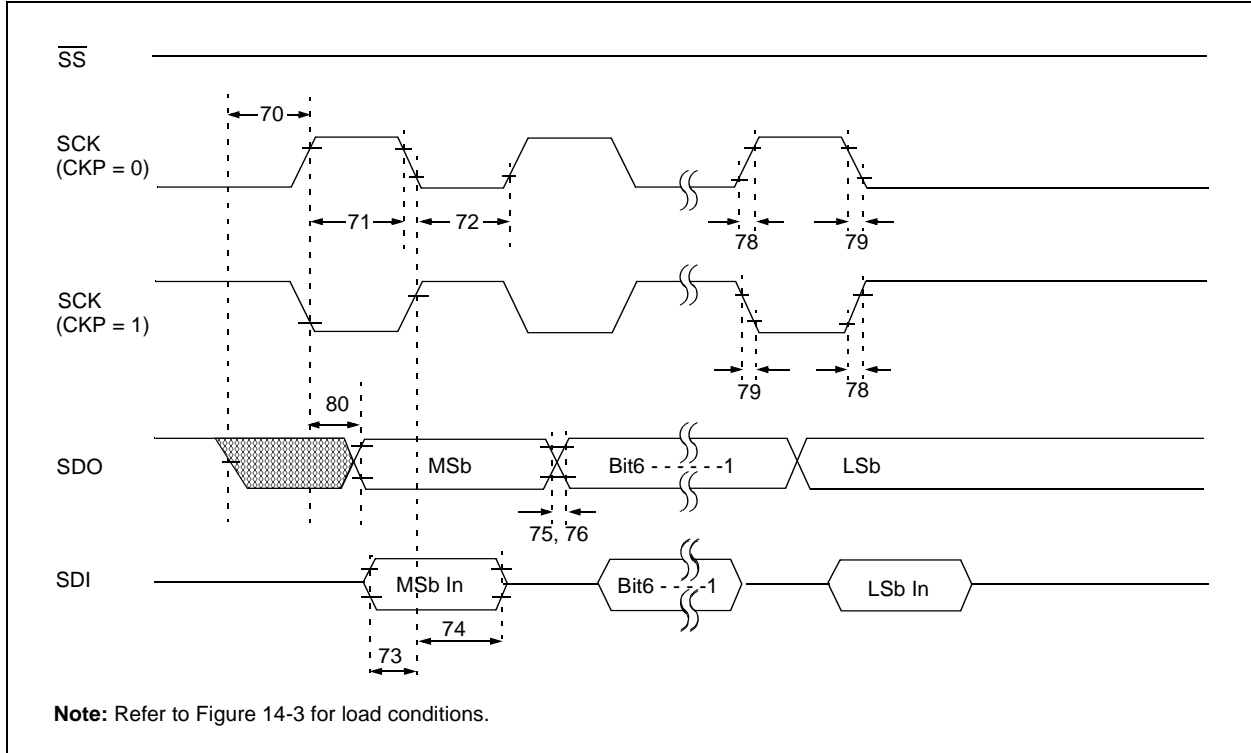 SS
70
SCK
(CKP = 0)
71
72
78
79
SCK
(CKP = 1)
79
78
80
SDO
MSb
Bit6 - - - - - -1
LSb
75, 76
SDI
MSb In
Bit6 - - - -1
LSb In
74
73
Note: Refer to Figure 14-3 for load conditions.